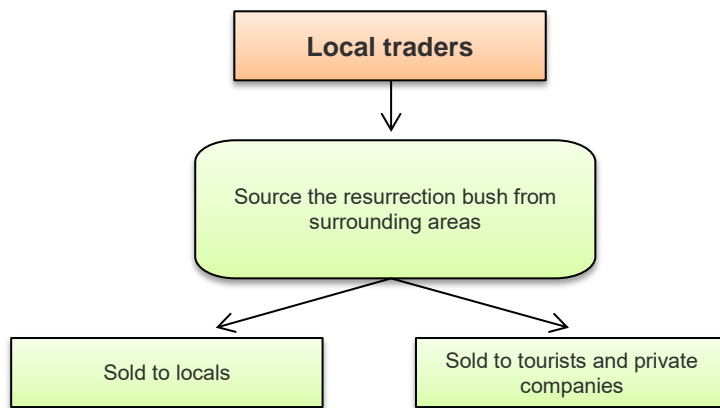 Local traders
Source the resurrection bush from
surrounding areas
Sold to locals
Sold to tourists and private
companies